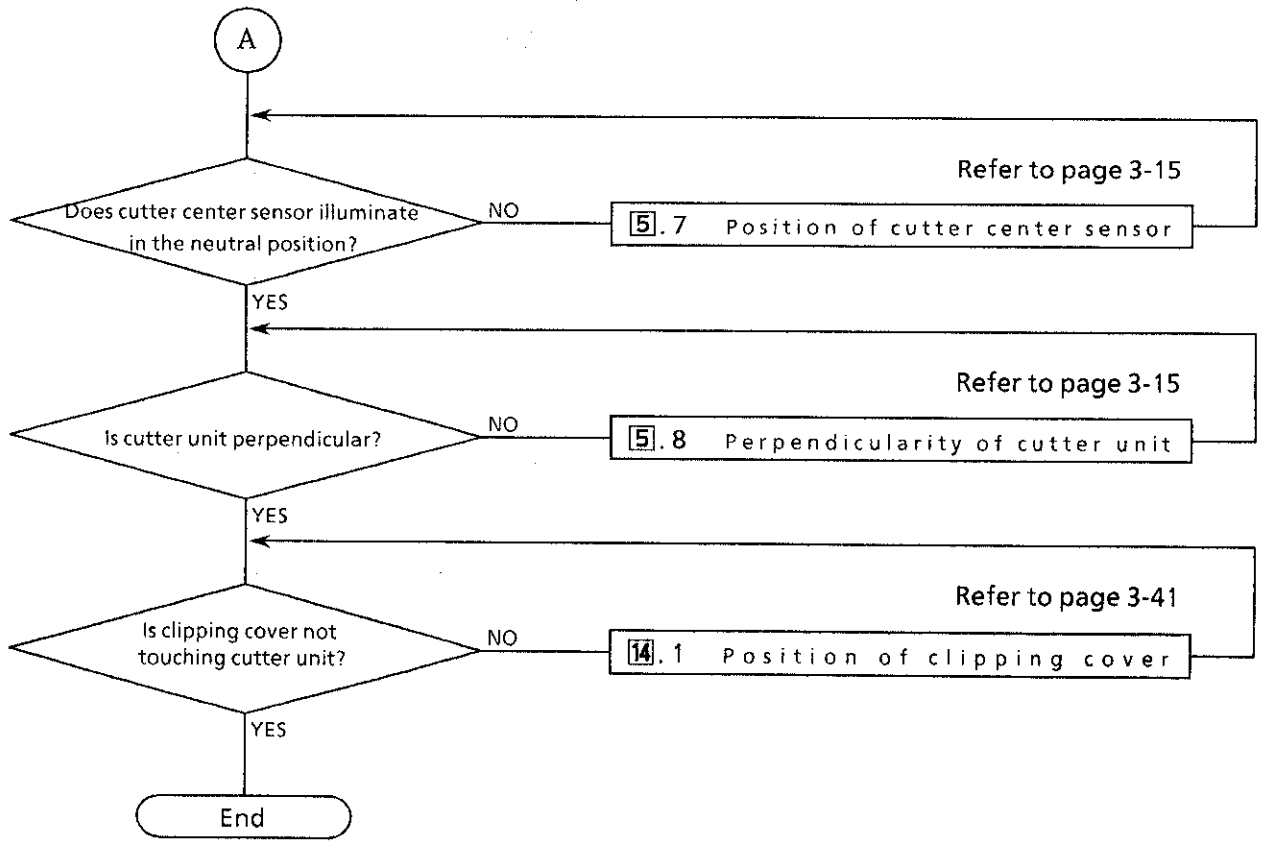 A
Refer to page 3-15
Does cutter center sensor illuminate
in the neutral position?
NO
5.7 Position of cutter center sensor
YES
Refer to page 3-15
Is cutter unit perpendicular?
NO
5.8 Perpendicularity of cutter unit
YES
Refer to page 3-41
Is clipping cover not
touching cutter unit?
NO
14.1 Position of clipping cover
YES
End